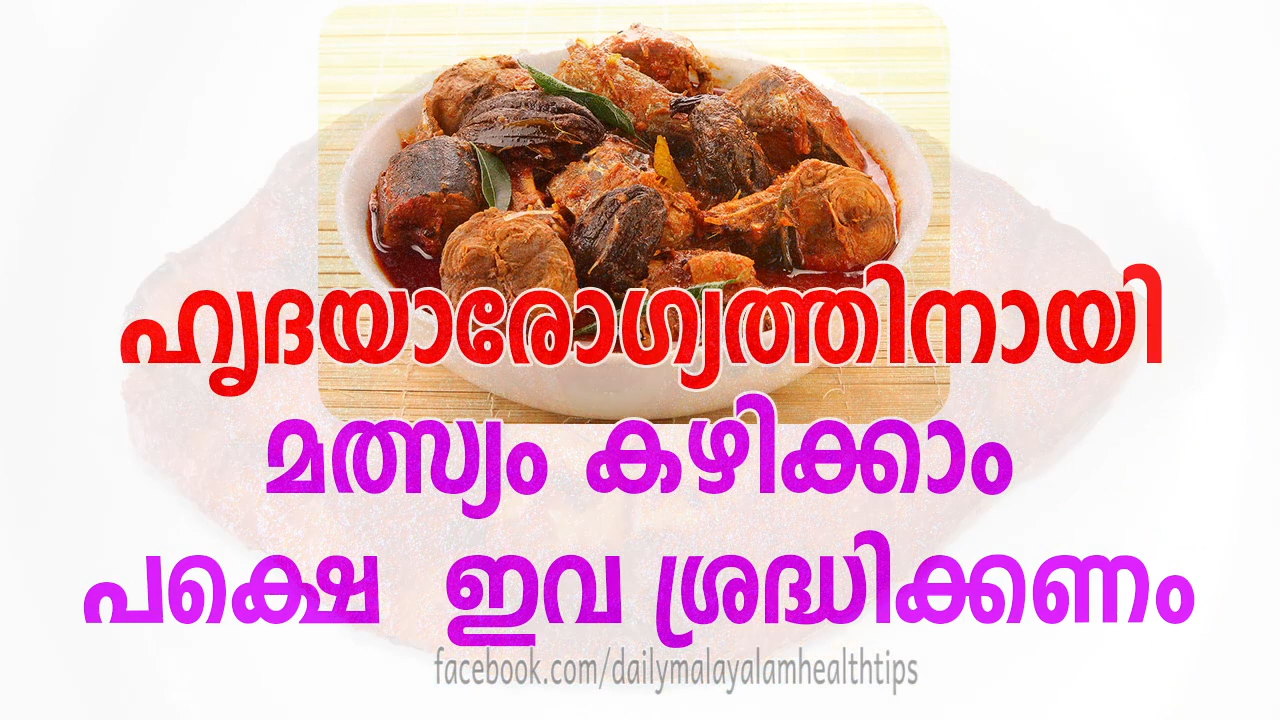 ഹൃദയാരോഗ്യത്തിനായി
മത്സ്യം കഴിക്കാം
പക്ഷെ ഇവ ശ്രദ്ധിക്കണം
facebook.com/dailymalayalamhealthtips